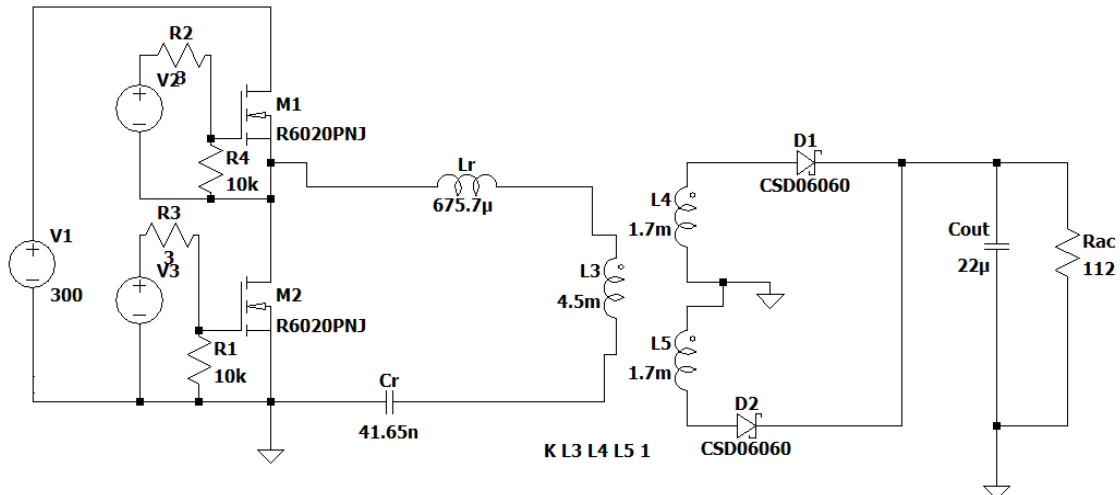 R2
3
V2
M1
R6020PNJ
R4
10k
Lr
675.7µ
D1
CSD06060
L4
1.7m
Cout
22µ
Rac
112
R3
3
V3
V1
300
L3
4.5m
M2
R6020PNJ
R1
10k
L5
1.7m
Cr
41.65n
D2
CSD06060
K L3 L4 L5 1